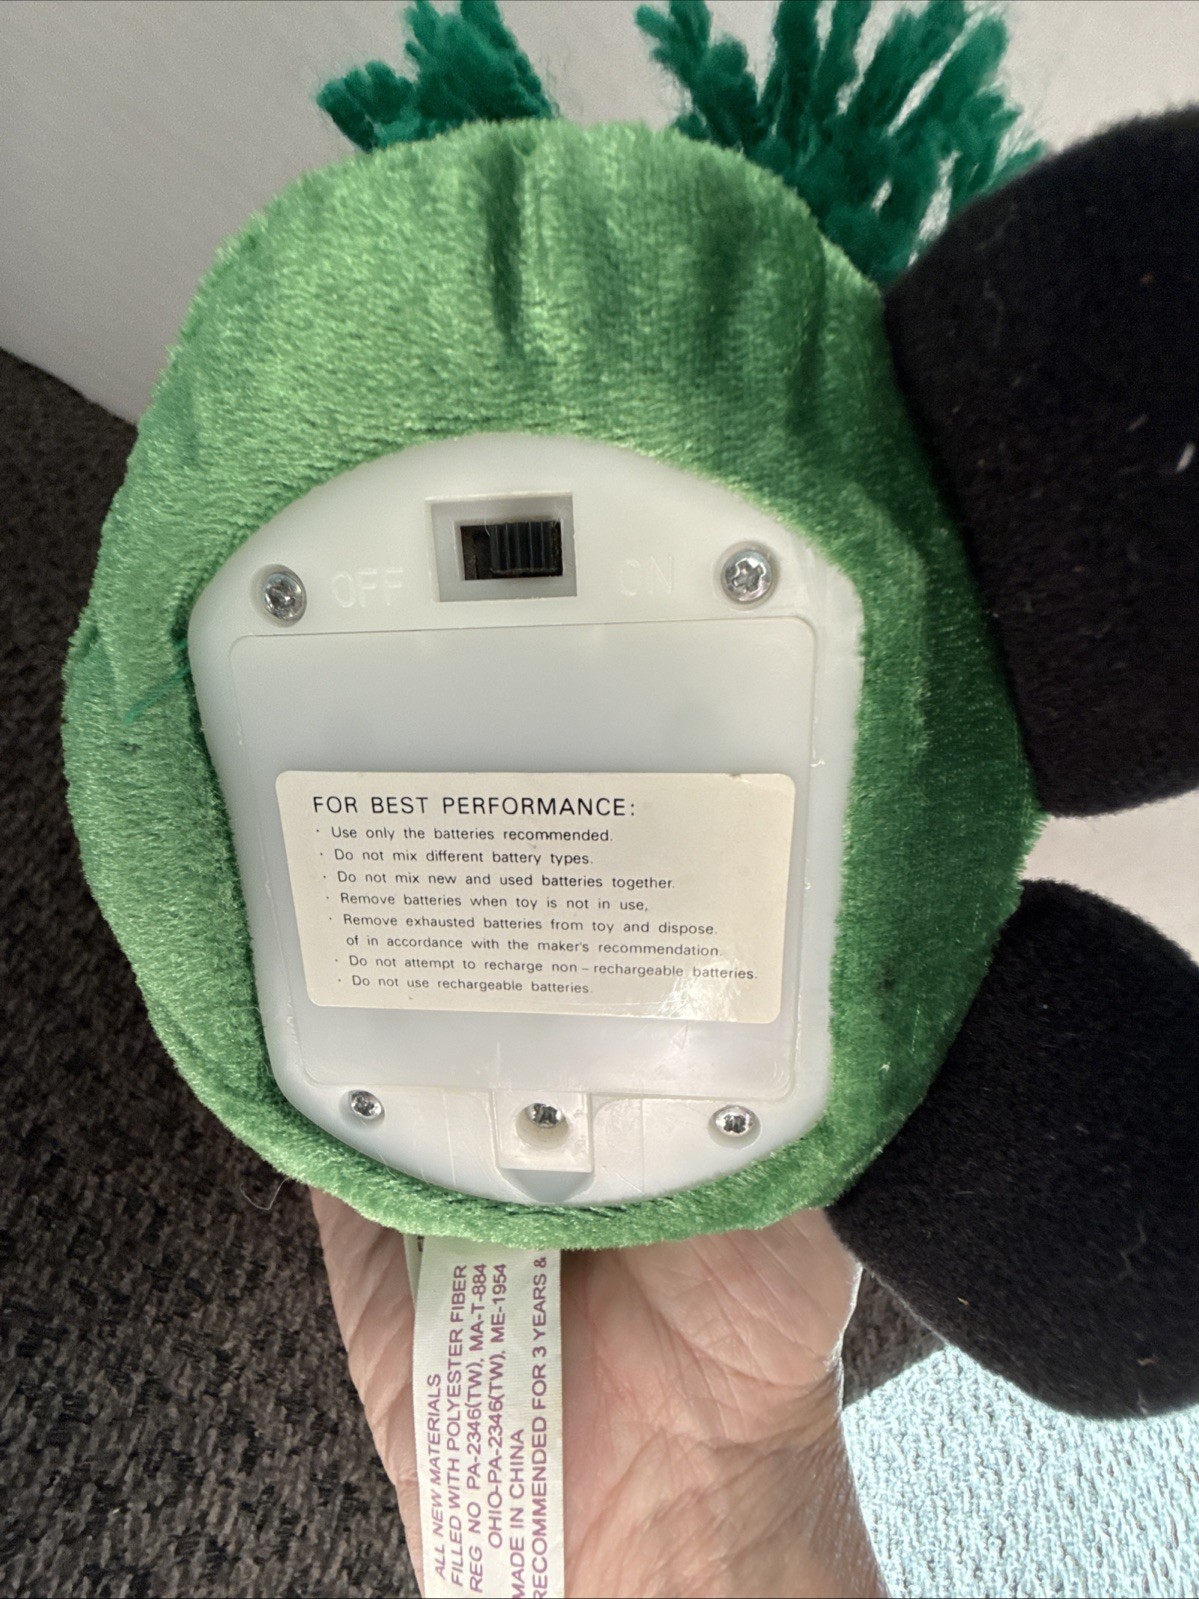 OFF ON
FOR BEST PERFORMANCE:
· Use only the batteries recommended.
· Do not mix different battery types.
· Do not mix new and used batteries together.
· Remove batteries when toy is not in use,
· Remove exhausted batteries from toy and dispose.
of in accordance with the maker's recommendation.
· Do not attempt to recharge non – rechargeable batteries.
· Do not use rechargeable batteries.
ALL NEW MATERIALS
FILLED WITH POLYESTER FIBER
REG NO PA-2346(TW), MA-T-884
OHIO-PA-2346(TW), ME-1954
MADE IN CHINA
RECOMMENDED FOR 3 YEARS &